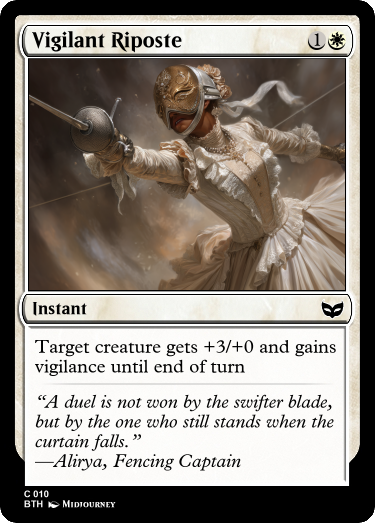 Vigilant Riposte 1
Instant
Target creature gets +3/+0 and gains
vigilance until end of turn
“A duel is not won by the swifter blade,
but by the one who still stands when the
curtain falls.”
—Alirya, Fencing Captain
C 010
BTH Midjourney